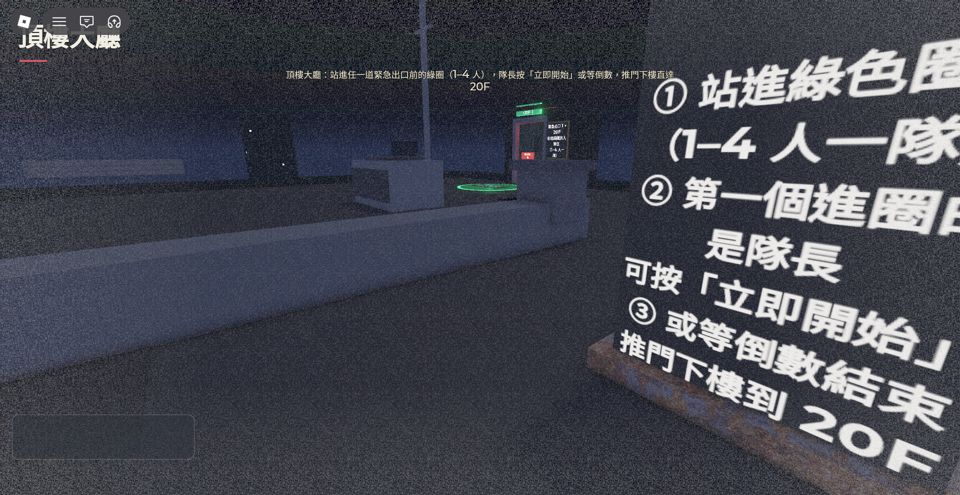 頂樓大廳
頂樓大廳：站進任一道緊急出口前的綠圈（1–4 人），隊長按「立即開始」或等倒數，推門下樓直達
20F
① 站進綠色圈
（1–4 人一隊
② 第一個進圈
是隊長
可按「立即開始」
③ 或等倒數結束
推門下樓到 20F